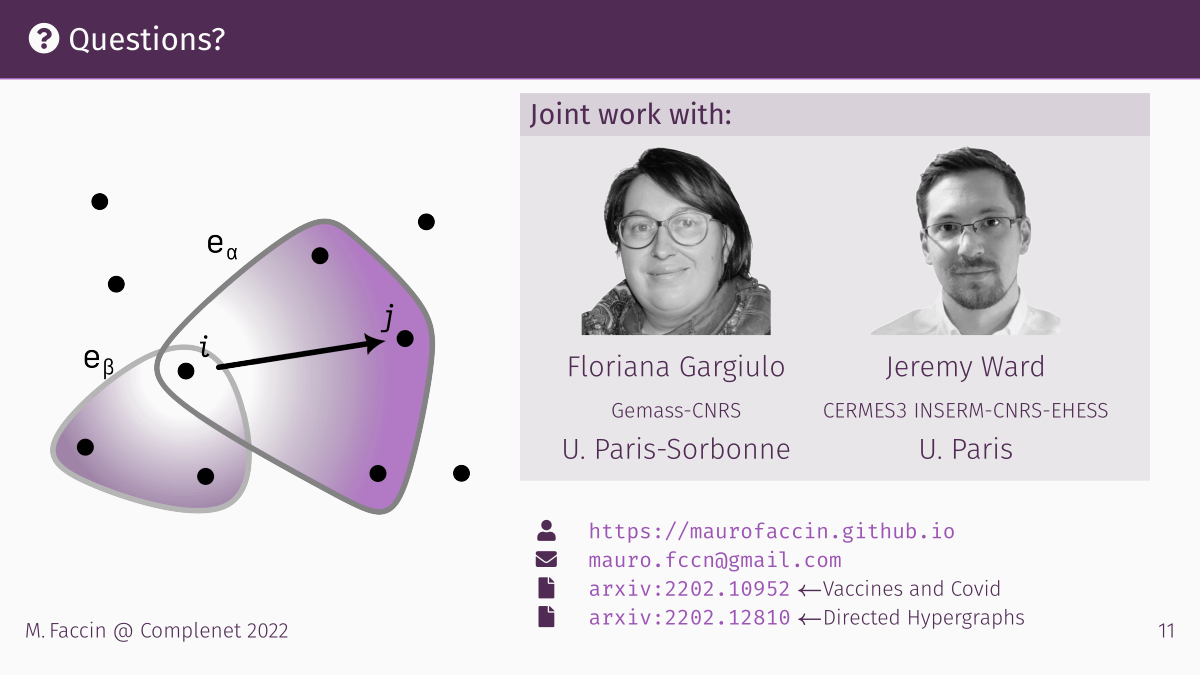 Questions?
e_α
j
i
e_β
Joint work with:
Floriana Gargiulo
Gemass-CNRS
U. Paris-Sorbonne
Jeremy Ward
CERMES3 INSERM-CNRS-EHESS
U. Paris
https://maurofaccin.github.io
mauro.fccn@gmail.com
arxiv:2202.10952 ←Vaccines and Covid
arxiv:2202.12810 ←Directed Hypergraphs
M. Faccin @ Complenet 2022
11